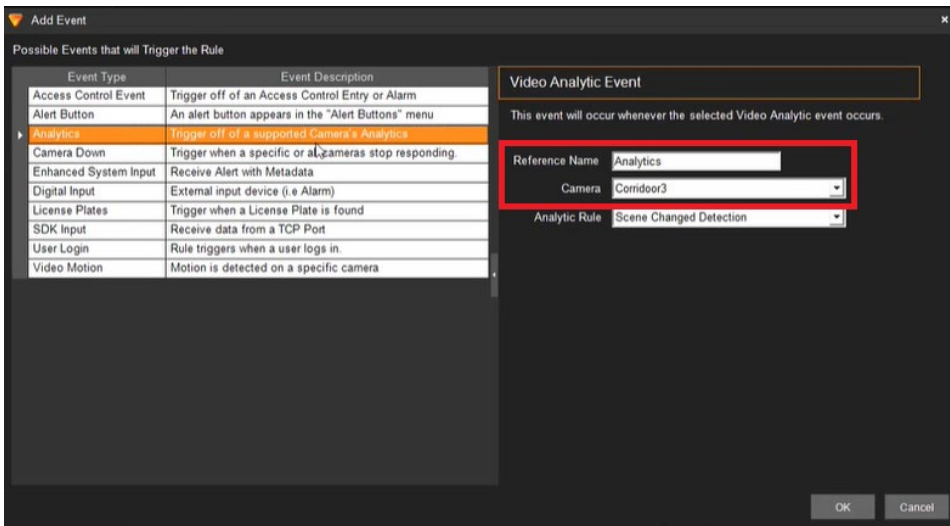 Add Event
Possible Events that will Trigger the Rule
Event Type Event Description
Access Control Event Trigger off of an Access Control Entry or Alarm
Alert Button An alert button appears in the "Alert Buttons" menu
Analytics Trigger off of a supported Camera's Analytics
Camera Down Trigger when a specific or all cameras stop responding.
Enhanced System Input Receive Alert with Metadata
Digital Input External input device (i.e Alarm)
License Plates Trigger when a License Plate is found
SDK Input Receive data from a TCP Port
User Login Rule triggers when a user logs in.
Video Motion Motion is detected on a specific camera
Video Analytic Event
This event will occur whenever the selected Video Analytic event occurs.
Reference Name Analytics
Camera Corridoor3
Analytic Rule Scene Changed Detection
OK Cancel